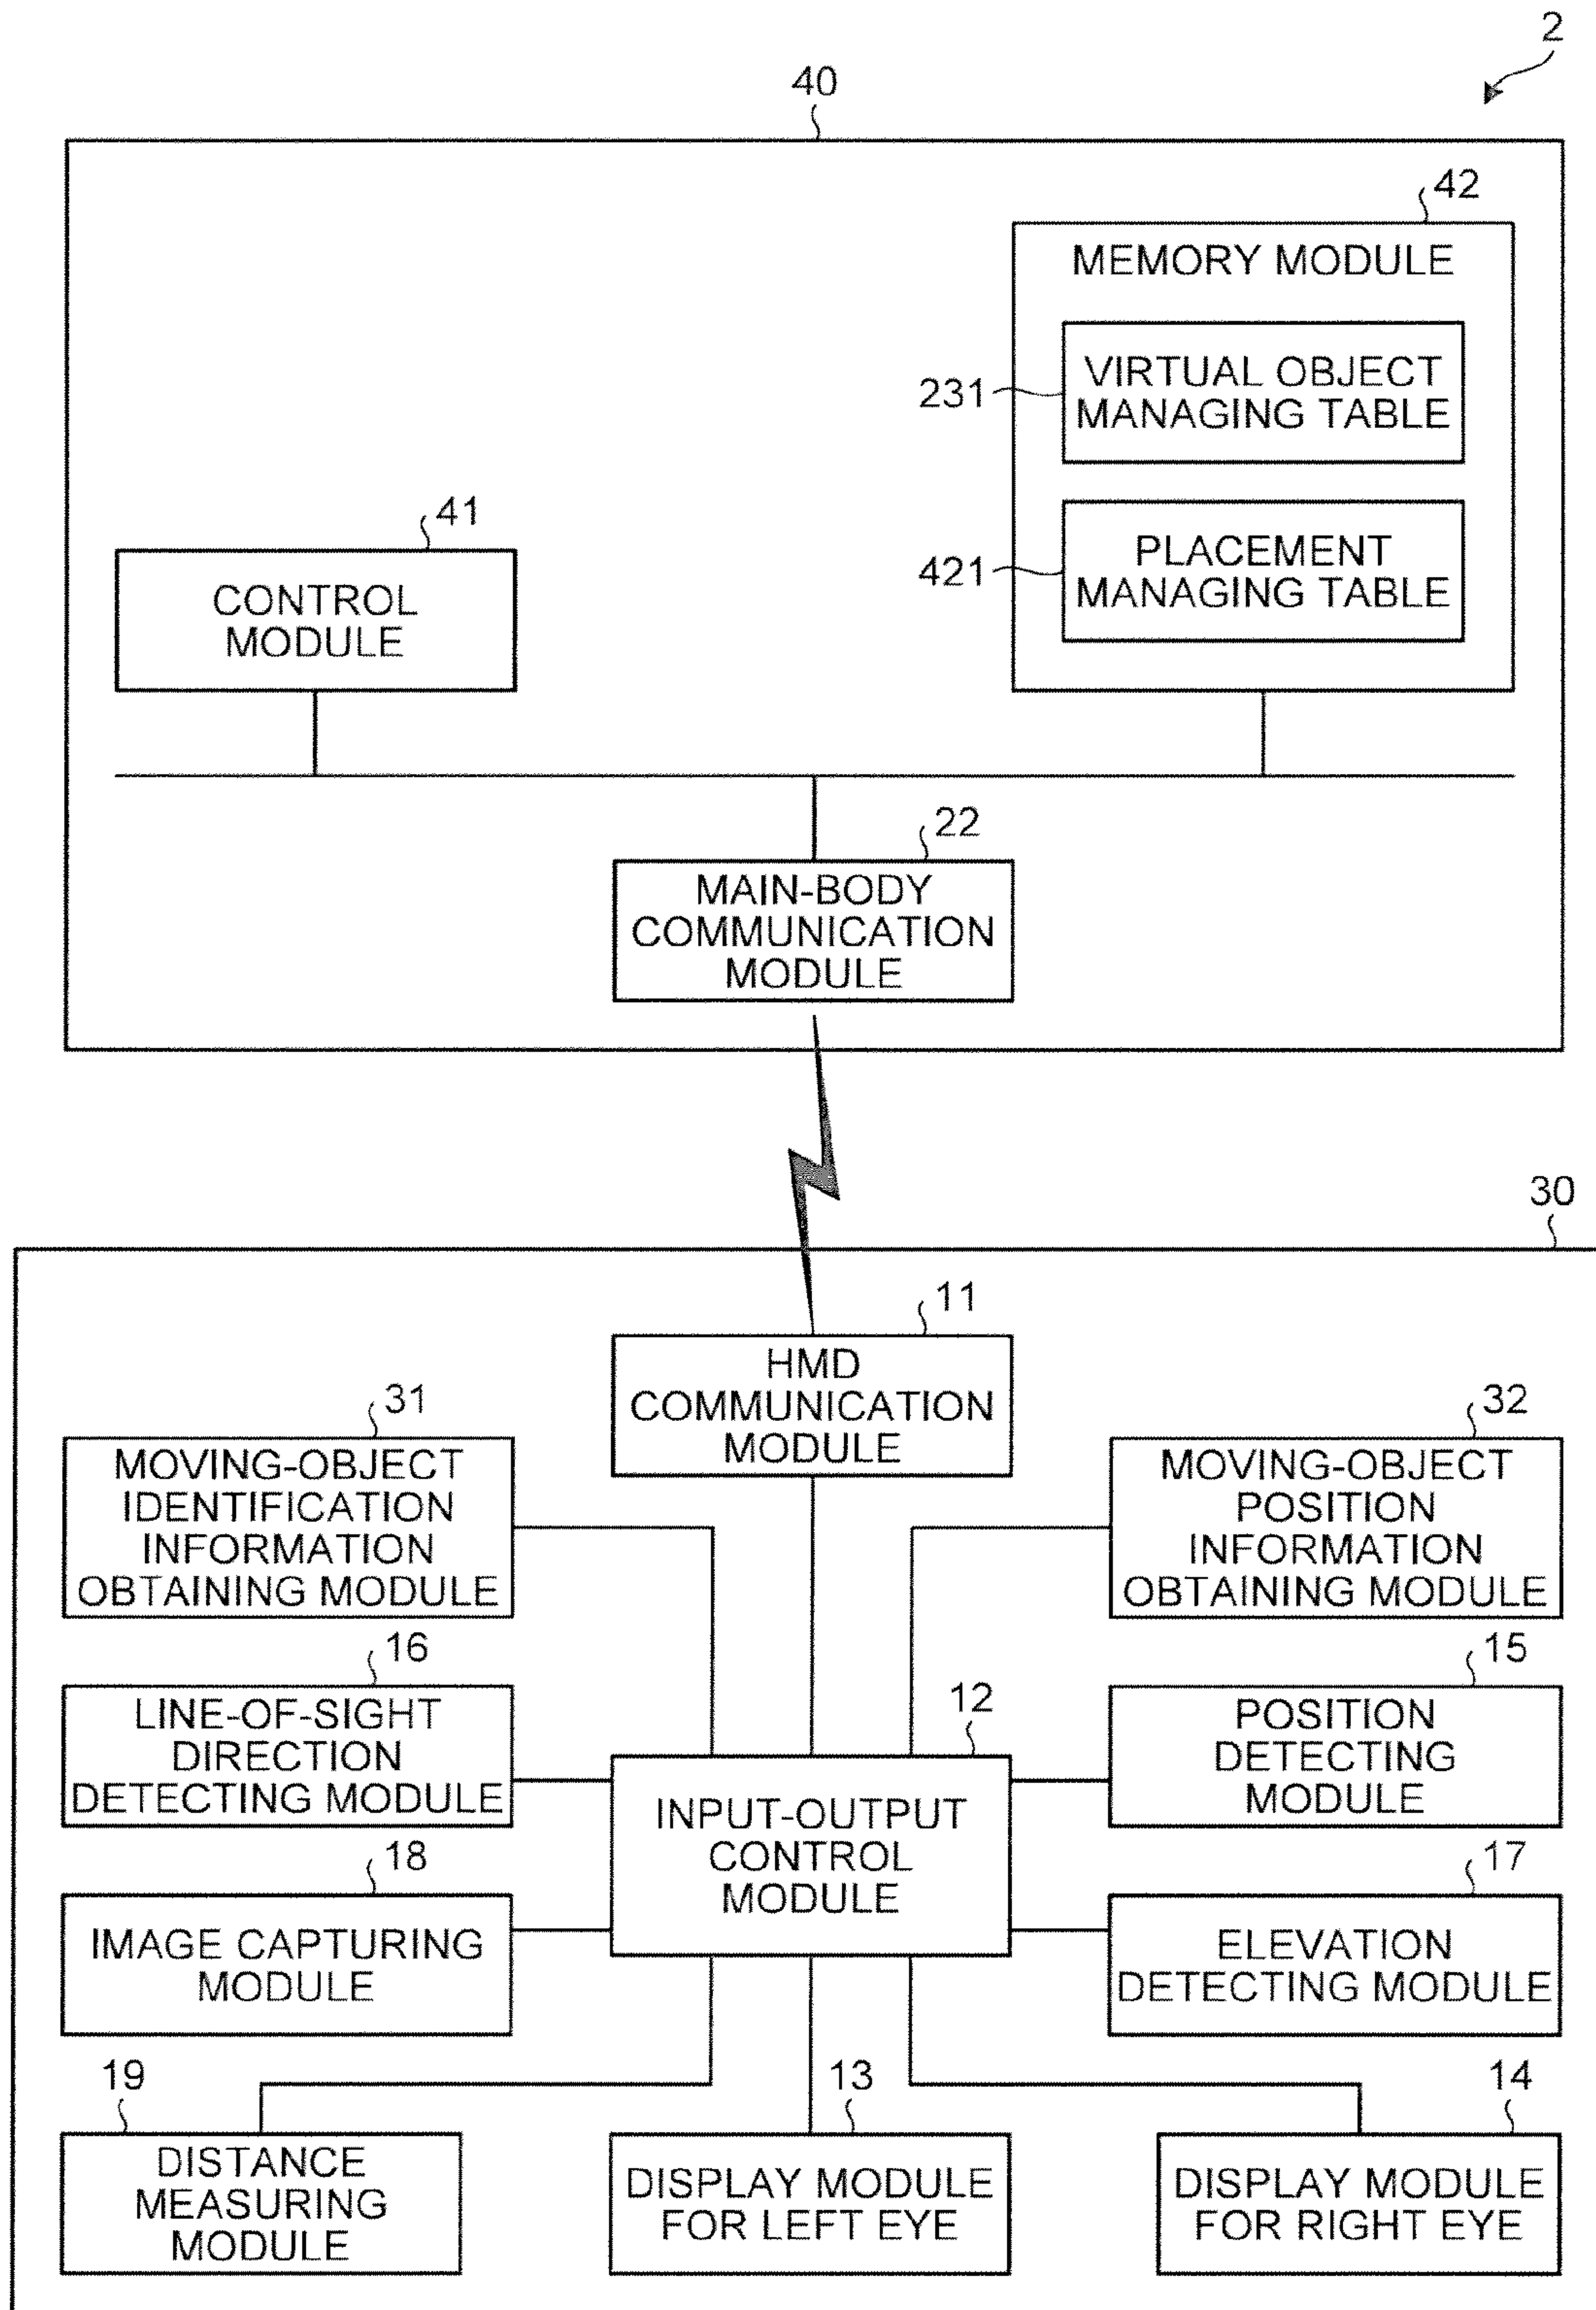 2
40
42
MEMORY MODULE
231
VIRTUAL OBJECT
MANAGING TABLE
421
PLACEMENT
MANAGING TABLE
41
CONTROL
MODULE
22
MAIN-BODY
COMMUNICATION
MODULE
30
11
HMD
COMMUNICATION
MODULE
31
MOVING-OBJECT
IDENTIFICATION
INFORMATION
OBTAINING MODULE
32
MOVING-OBJECT
POSITION
INFORMATION
OBTAINING MODULE
16
LINE-OF-SIGHT
DIRECTION
DETECTING MODULE
12
INPUT-OUTPUT
CONTROL
MODULE
15
POSITION
DETECTING
MODULE
18
IMAGE CAPTURING
MODULE
17
ELEVATION
DETECTING MODULE
19
DISTANCE
MEASURING
MODULE
13
DISPLAY MODULE
FOR LEFT EYE
14
DISPLAY MODULE
FOR RIGHT EYE